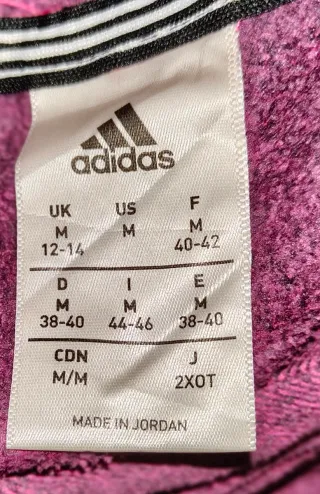 adidas
UK US F
M M M
12-14 40-42
D I E
M M M
38-40 44-46 38-40
CDN J
M/M 2XOT
MADE IN JORDAN